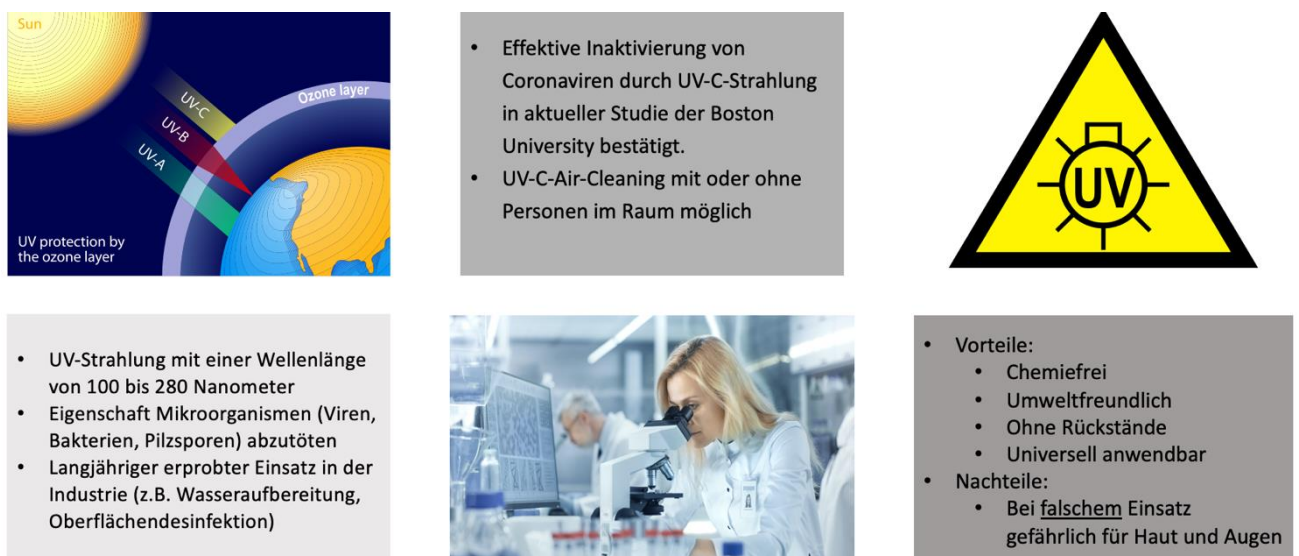 Sun
UV-C
UV-B
UV-A
Ozone layer
UV protection by
the ozone layer
• Effektive Inaktivierung von
Coronaviren durch UV-C-Strahlung
in aktueller Studie der Boston
University bestätigt.
• UV-C-Air-Cleaning mit oder ohne
Personen im Raum möglich
UV
• UV-Strahlung mit einer Wellenlänge
von 100 bis 280 Nanometer
• Eigenschaft Mikroorganismen (Viren,
Bakterien, Pilzsporen) abzutöten
• Langjähriger erprobter Einsatz in der
Industrie (z.B. Wasseraufbereitung,
Oberflächendesinfektion)
• Vorteile:
• Chemiefrei
• Umweltfreundlich
• Ohne Rückstände
• Universell anwendbar
• Nachteile:
• Bei falschem Einsatz
gefährlich für Haut und Augen